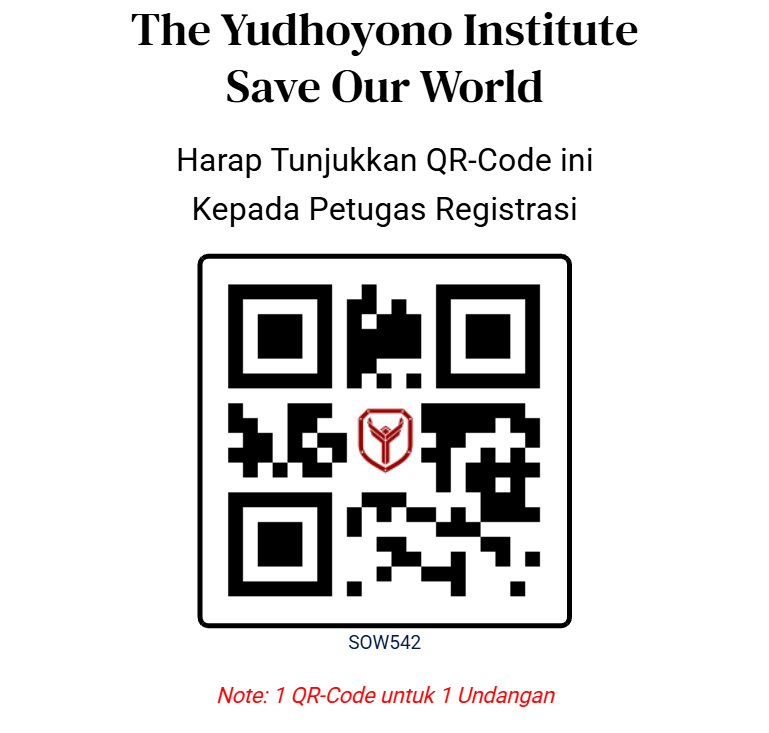 The Yudhoyono Institute
Save Our World
Harap Tunjukkan QR-Code ini
Kepada Petugas Registrasi
SOW542
Note: 1 QR-Code untuk 1 Undangan